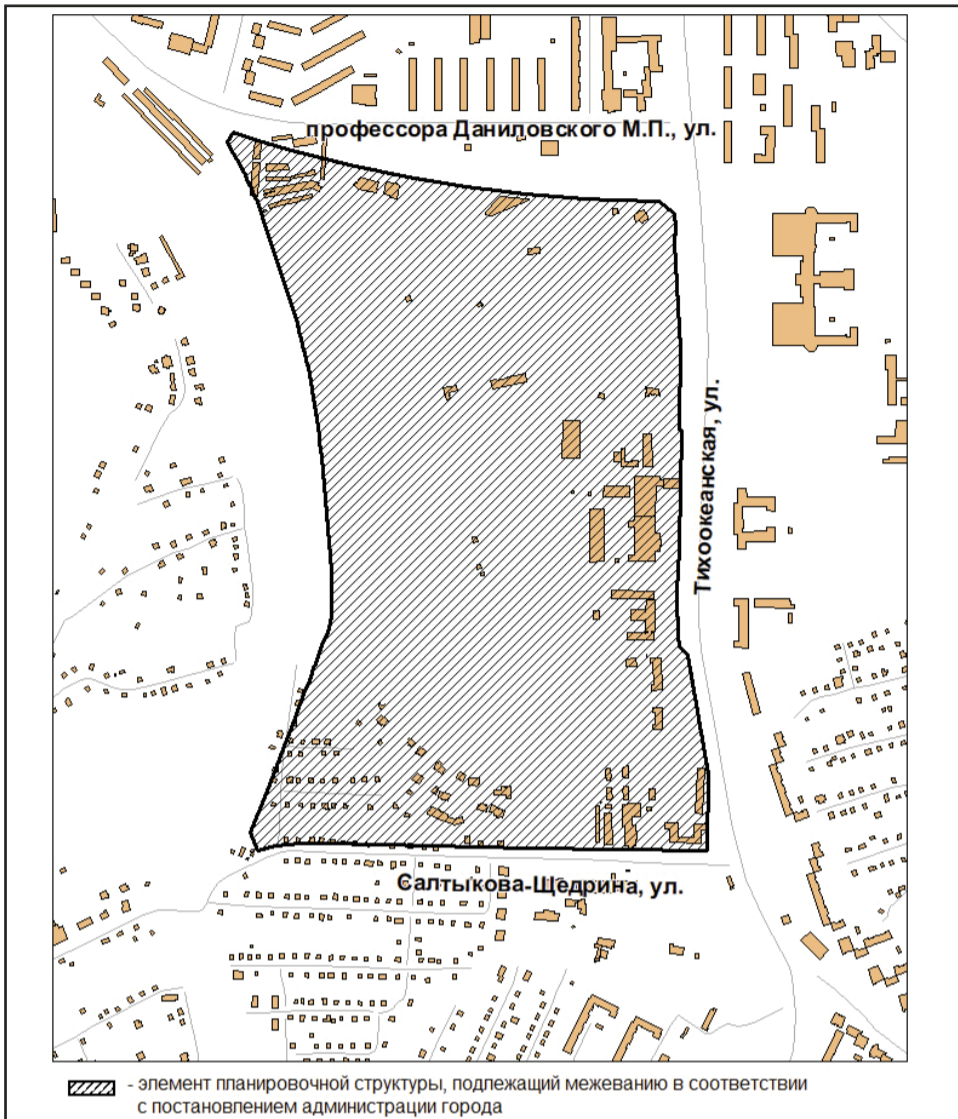 профессора Даниловского М.П., ул.
Тихоокеанская, ул.
Салтыкова-Щедрина, ул.
- элемент планировочной структуры, подлежащий межеванию в соответствии
с постановлением администрации города